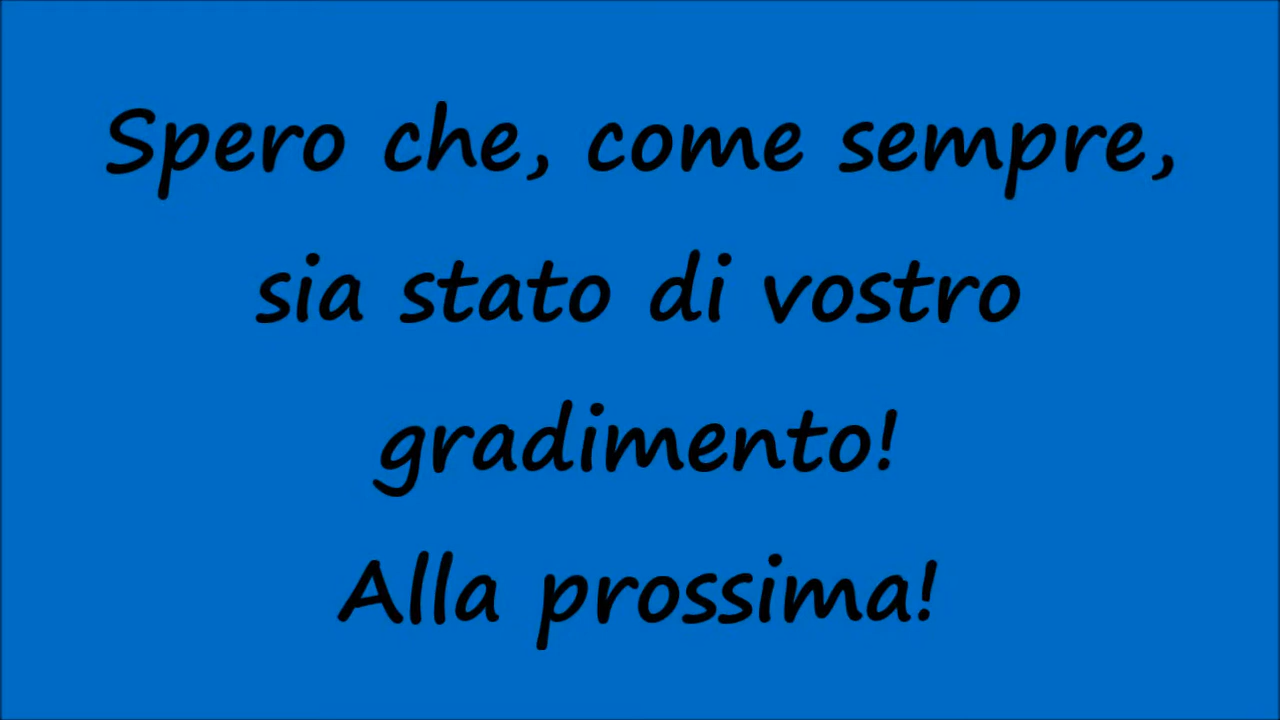 Spero che, come sempre,
sia stato di vostro
gradimento!
Alla prossima!